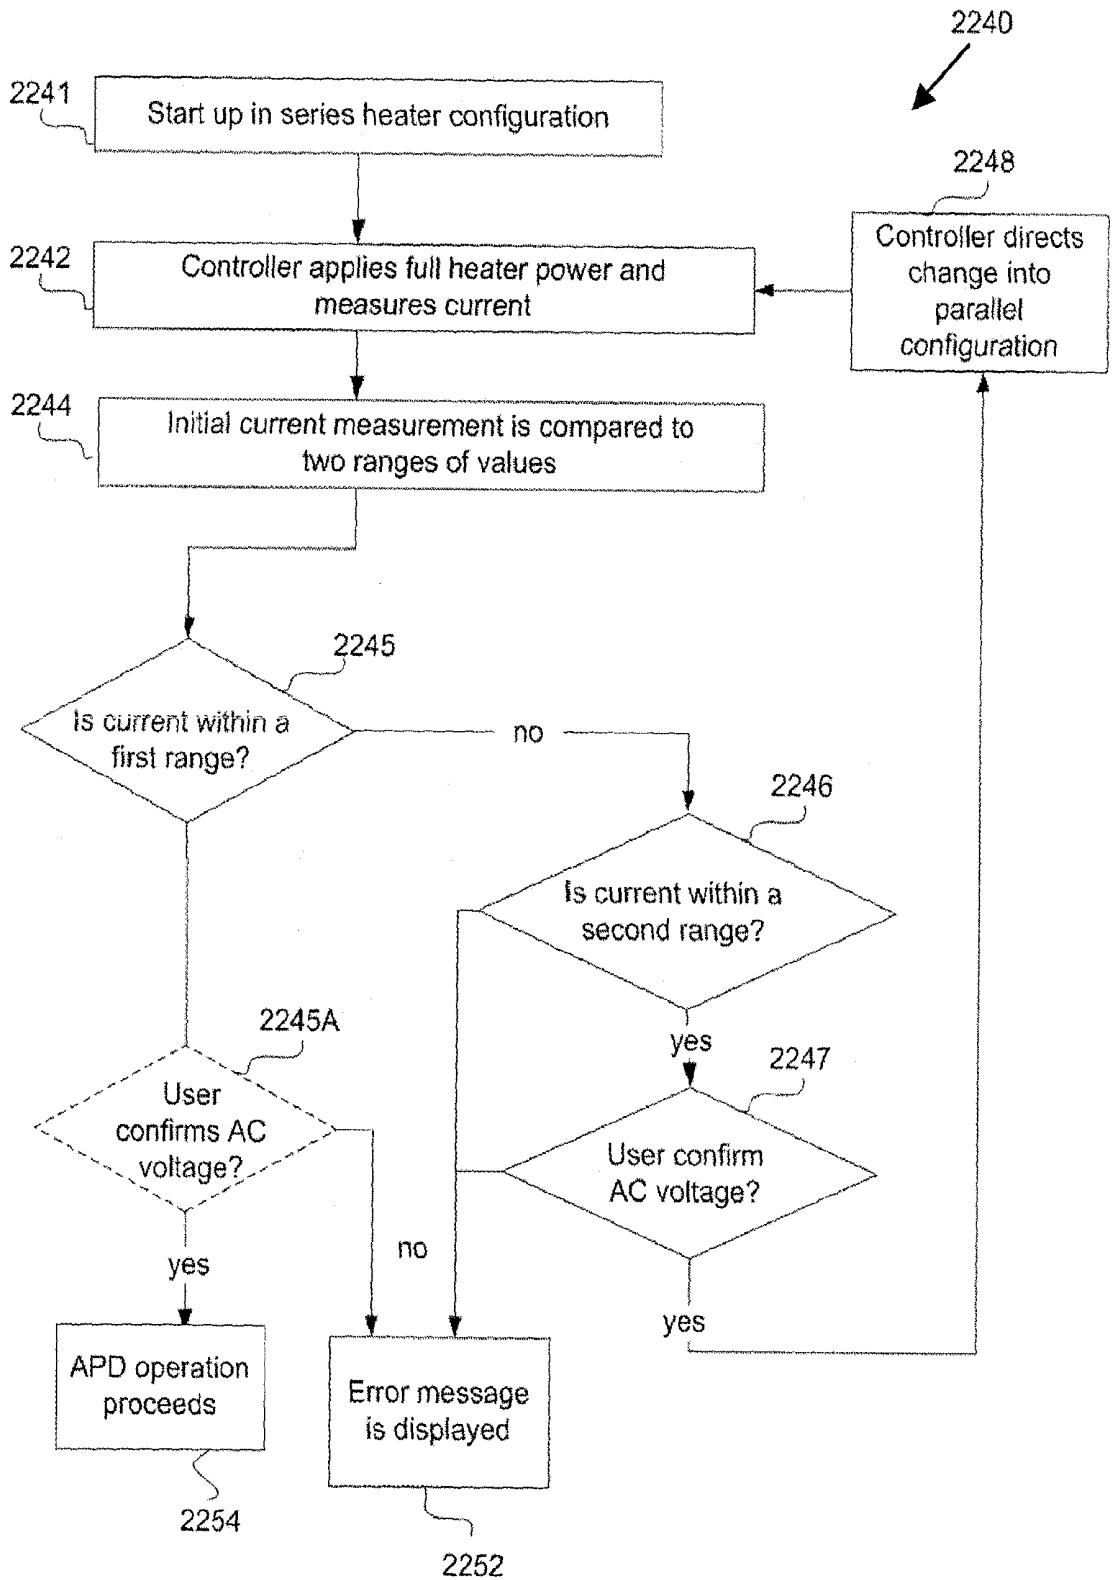 2240
2241
Start up in series heater configuration
2248
Controller directs
change into
parallel
configuration
2242
Controller applies full heater power and
measures current
2244
Initial current measurement is compared to
two ranges of values
2245
Is current within a
first range?
no
2246
Is current within a
second range?
yes
2245A
User
confirms AC
voltage?
2247
User confirm
AC voltage?
yes
no
yes
APD operation
proceeds
Error message
is displayed
2254
2252